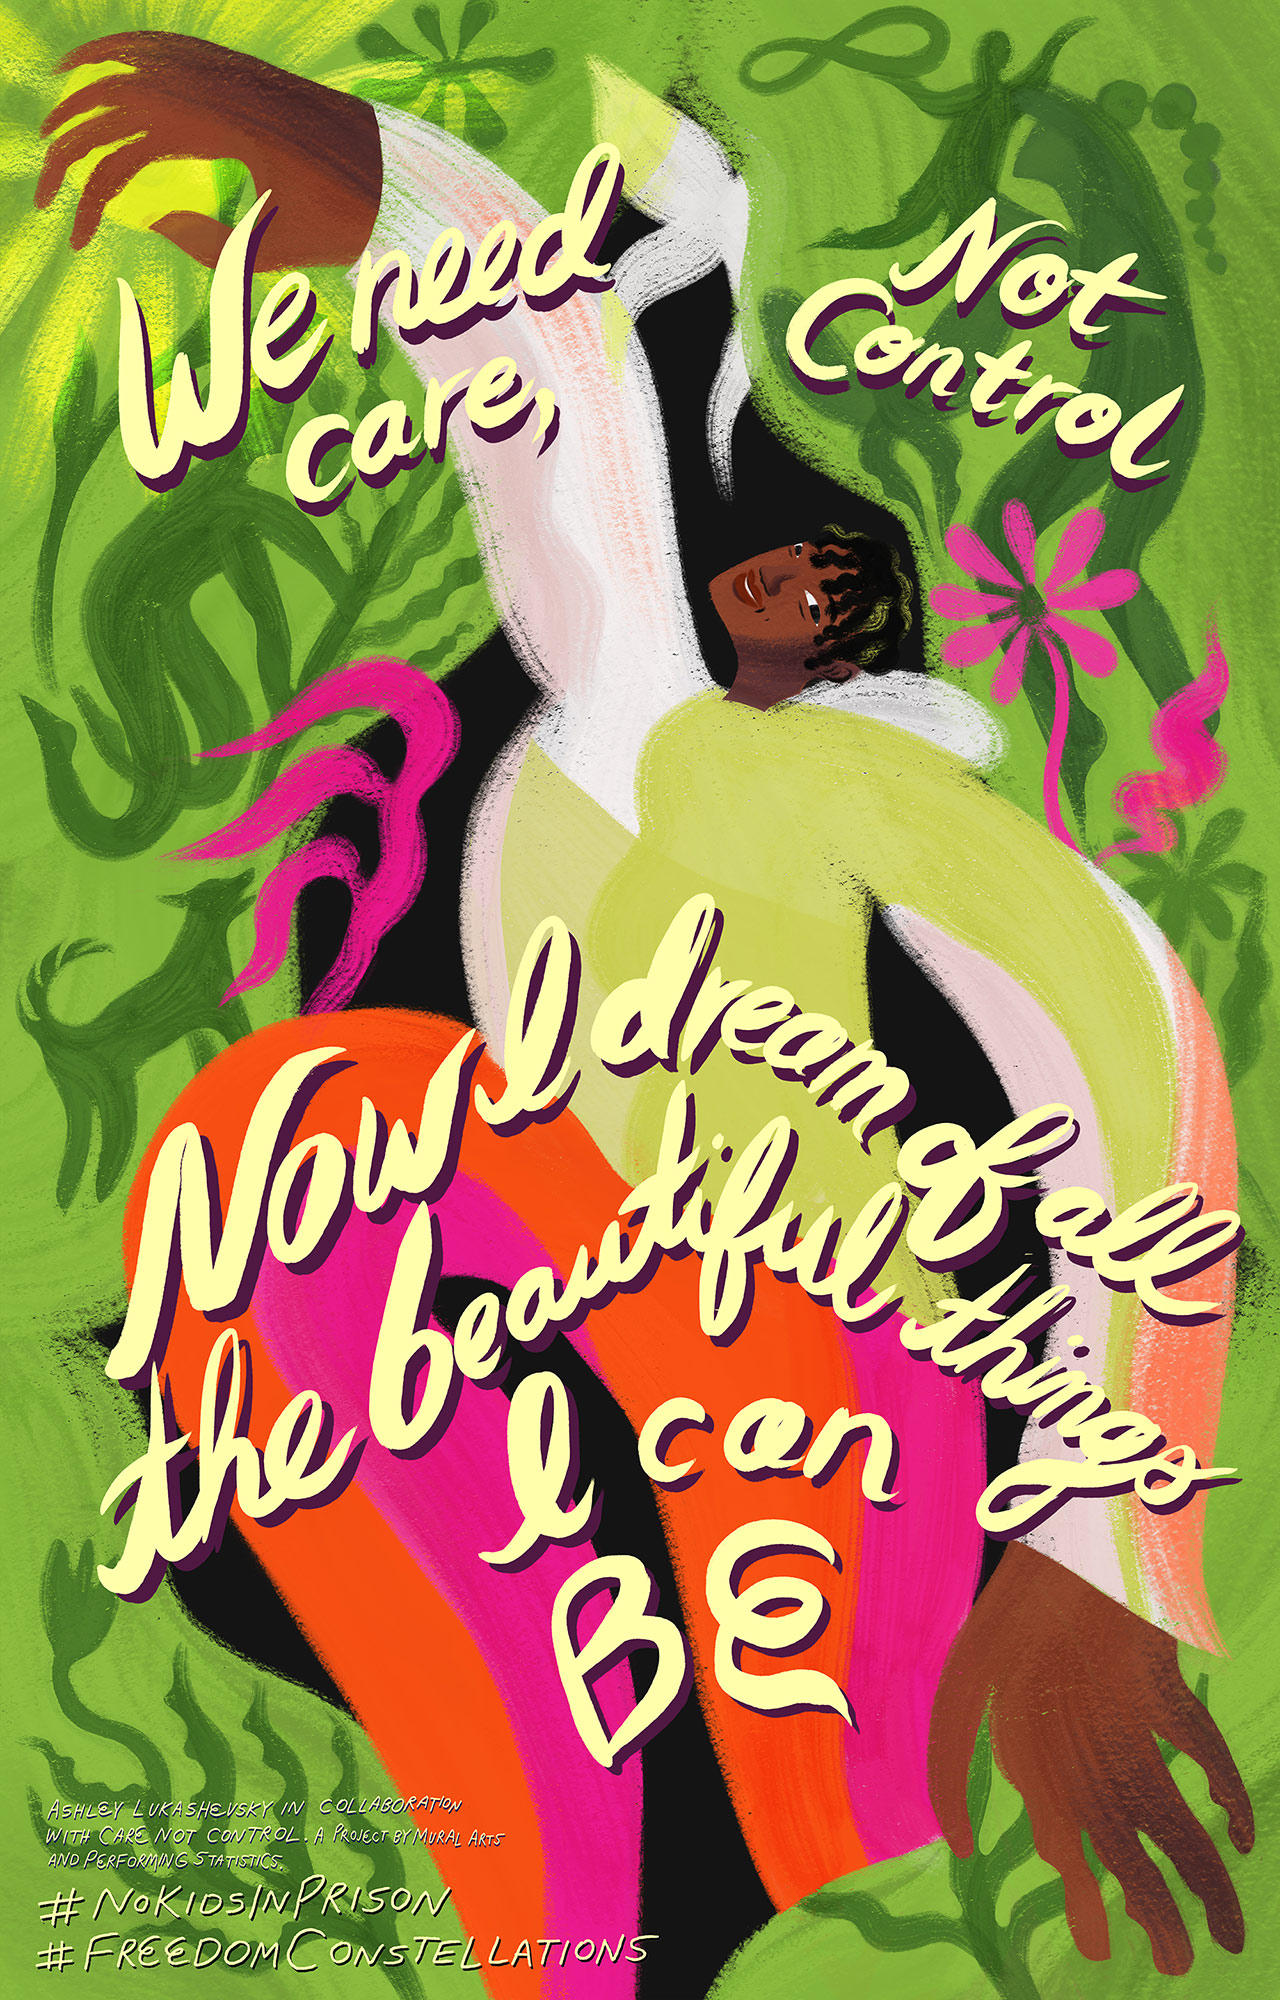 We need
care,
Not
Control
Now I dream of all
the beautiful things
I can
BE
ASHLEY LUKASHEVSKY IN COLLABORATION
WITH CARE NOT CONTROL. A PROJECT BY MURAL ARTS
AND PERFORMING STATISTICS.
#NOKIDSINPRISON
#FREEDOMCONSTELLATIONS